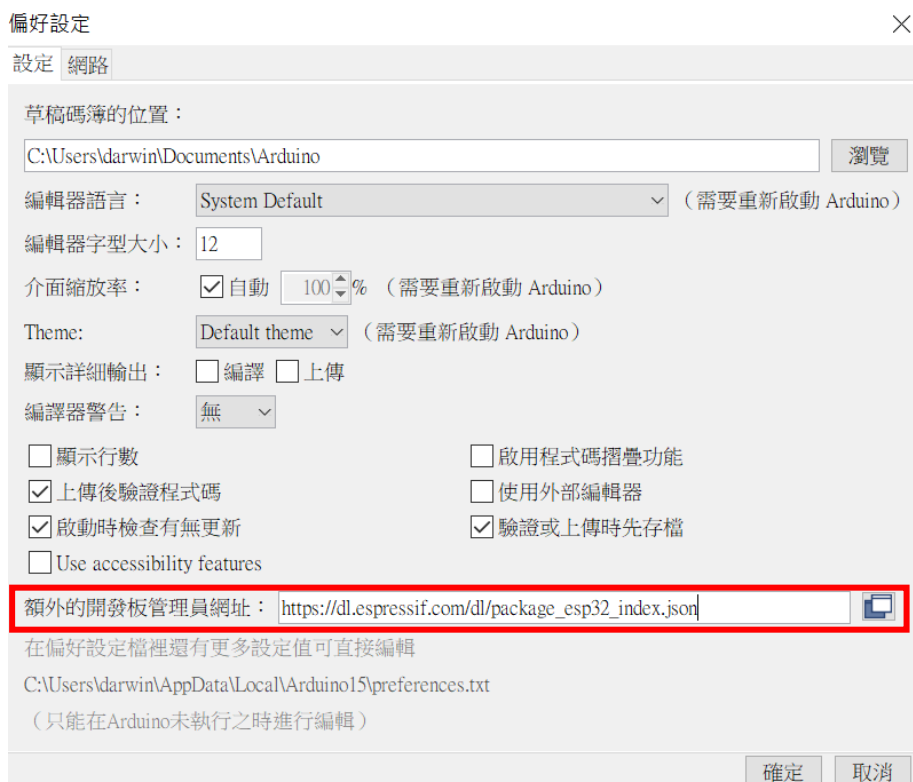 偏好設定
設定 網路
草稿碼簿的位置：
C:\Users\darwin\Documents\Arduino 瀏覽
編輯器語言： System Default （需要重新啟動 Arduino）
編輯器字型大小： 12
介面縮放率： 自動 100 % （需要重新啟動 Arduino）
Theme: Default theme （需要重新啟動 Arduino）
顯示詳細輸出： 編譯 上傳
編譯器警告： 無
顯示行數 啟用程式碼摺疊功能
上傳後驗證程式碼 使用外部編輯器
啟動時檢查有無更新 驗證或上傳時先存檔
Use accessibility features
額外的開發板管理員網址： https://dl.espressif.com/dl/package_esp32_index.json
在偏好設定檔裡還有更多設定值可直接編輯
C:\Users\darwin\AppData\Local\Arduino15\preferences.txt
（只能在Arduino未執行之時進行編輯）
確定 取消